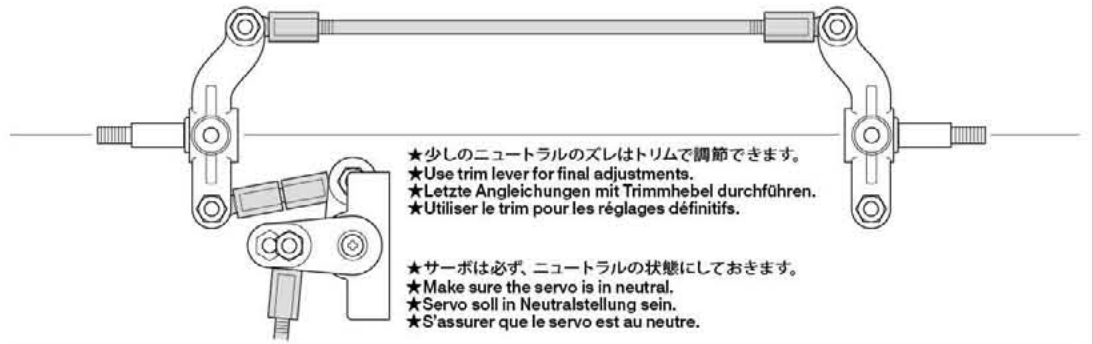 ★少しのニュートラルのズレはトリムで調節できます。
★Use trim lever for final adjustments.
★Letzte Angleichungen mit Trimmhebel durchführen.
★Utiliser le trim pour les réglages définitifs.
★サーボは必ず、ニュートラルの状態にしておきます。
★Make sure the servo is in neutral.
★Servo soll in Neutralstellung sein.
★S'assurer que le servo est au neutre.